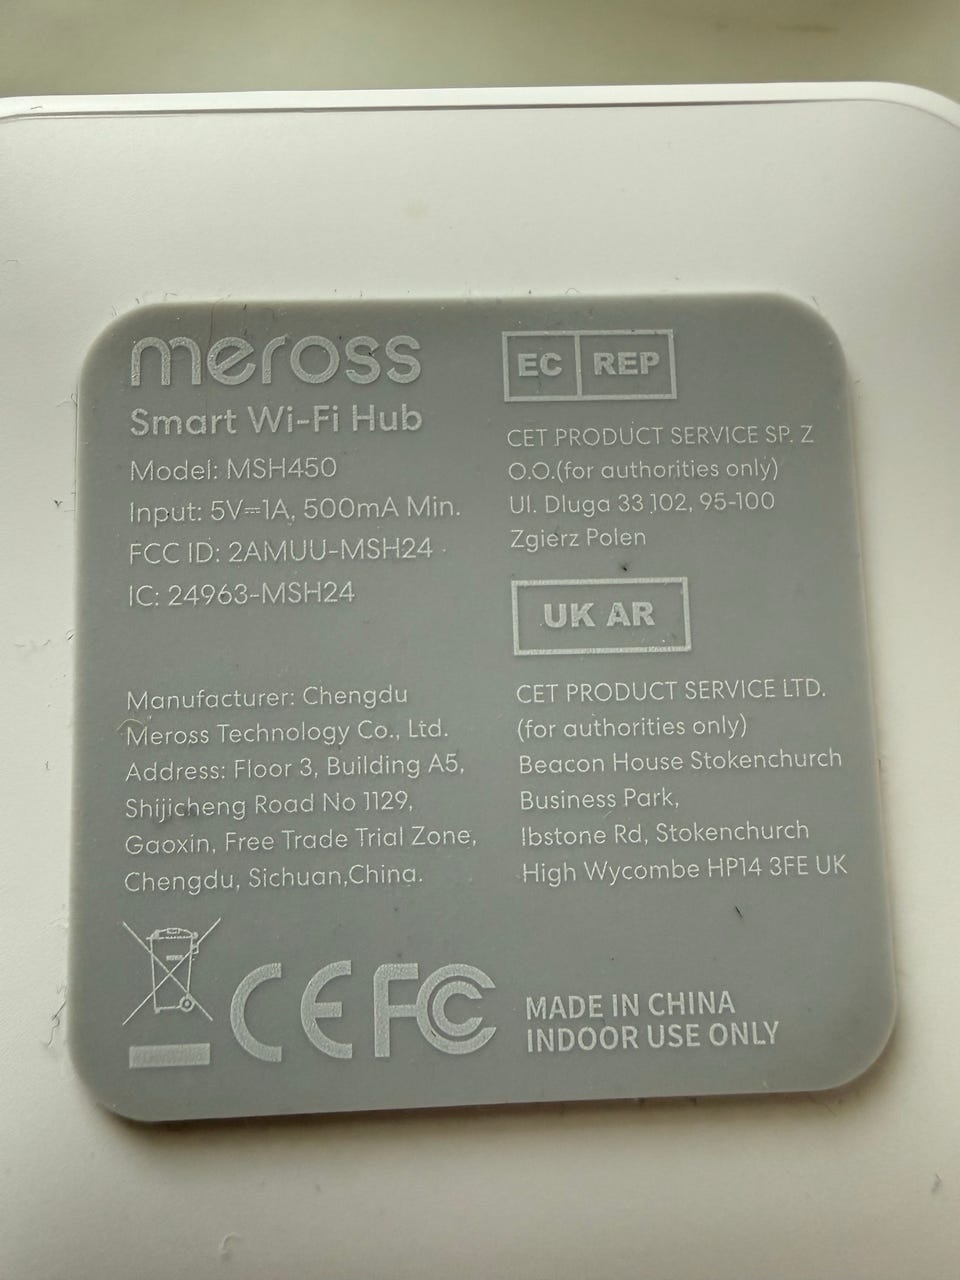 meross
Smart Wi-Fi Hub
Model: MSH450
Input: 5V⎓1A, 500mA Min.
FCC ID: 2AMUU-MSH24
IC: 24963-MSH24
Manufacturer: Chengdu
Meross Technology Co., Ltd.
Address: Floor 3, Building A5,
Shijicheng Road No 1129,
Gaoxin, Free Trade Trial Zone,
Chengdu, Sichuan,China.
EC REP
CET PRODUCT SERVICE SP. Z
O.O.(for authorities only)
Ul. Dluga 33 102, 95-100
Zgierz Polen
UK AR
CET PRODUCT SERVICE LTD.
(for authorities only)
Beacon House Stokenchurch
Business Park,
Ibstone Rd, Stokenchurch
High Wycombe HP14 3FE UK
CE FC
MADE IN CHINA
INDOOR USE ONLY